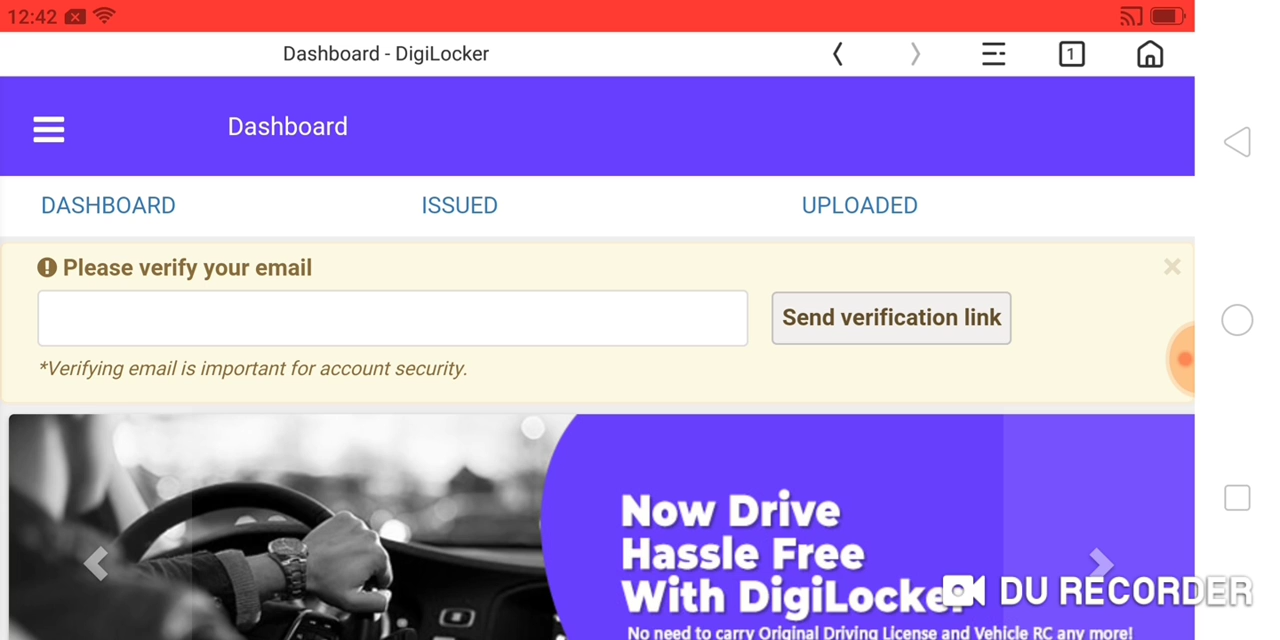 12:42
Dashboard - DigiLocker
1
Dashboard
DASHBOARD
ISSUED
UPLOADED
Please verify your email
Send verification link
*Verifying email is important for account security.
Now Drive
Hassle Free
With DigiLocker
DU RECORDER
No need to carry Original Driving License and Vehicle RC any more!